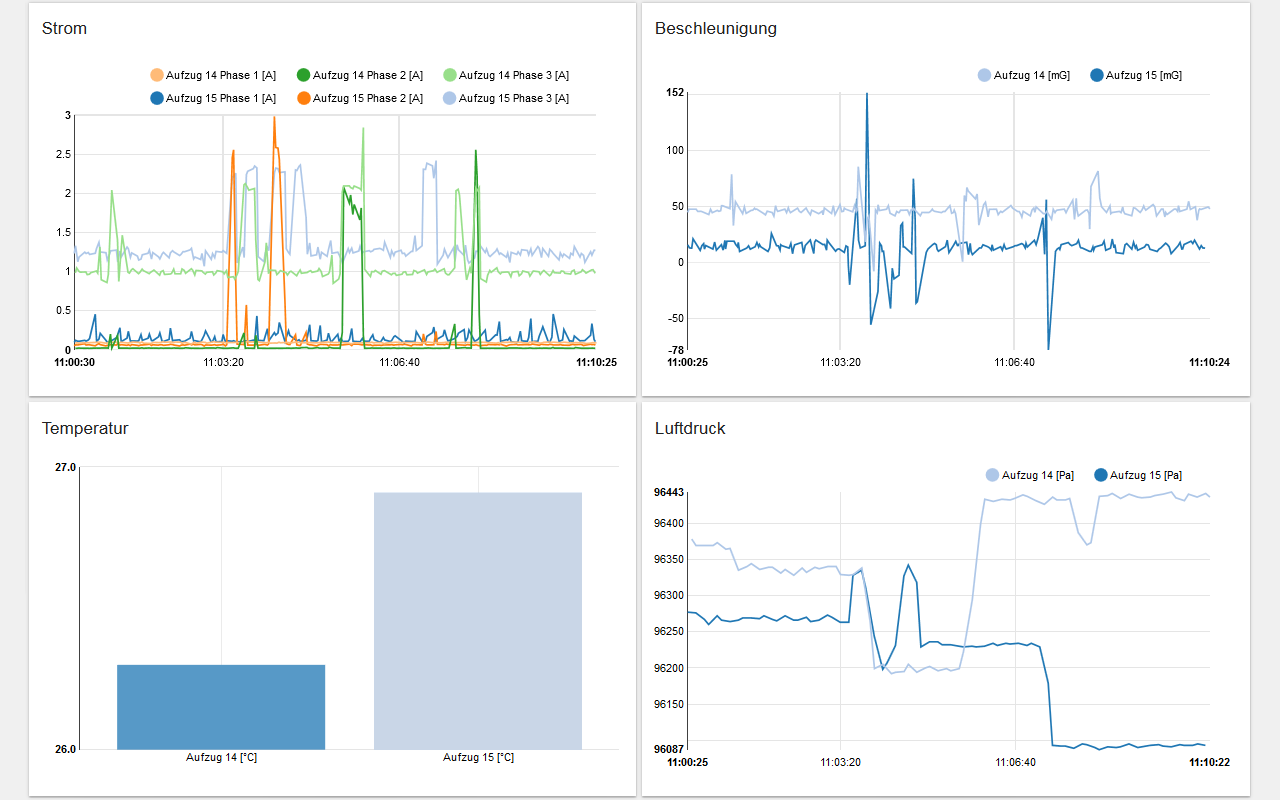 Strom
Aufzug 14 Phase 1 [A] Aufzug 14 Phase 2 [A] Aufzug 14 Phase 3 [A]
Aufzug 15 Phase 1 [A] Aufzug 15 Phase 2 [A] Aufzug 15 Phase 3 [A]
3
2.5
2
1.5
1
0.5
0
11:00:30 11:03:20 11:06:40 11:10:25
Beschleunigung
Aufzug 14 [mG] Aufzug 15 [mG]
152
100
50
0
-50
-78
11:00:25 11:03:20 11:06:40 11:10:24
Temperatur
27.0
26.0
Aufzug 14 [°C] Aufzug 15 [°C]
Luftdruck
Aufzug 14 [Pa] Aufzug 15 [Pa]
96443
96400
96350
96300
96250
96200
96150
96087
11:00:25 11:03:20 11:06:40 11:10:22